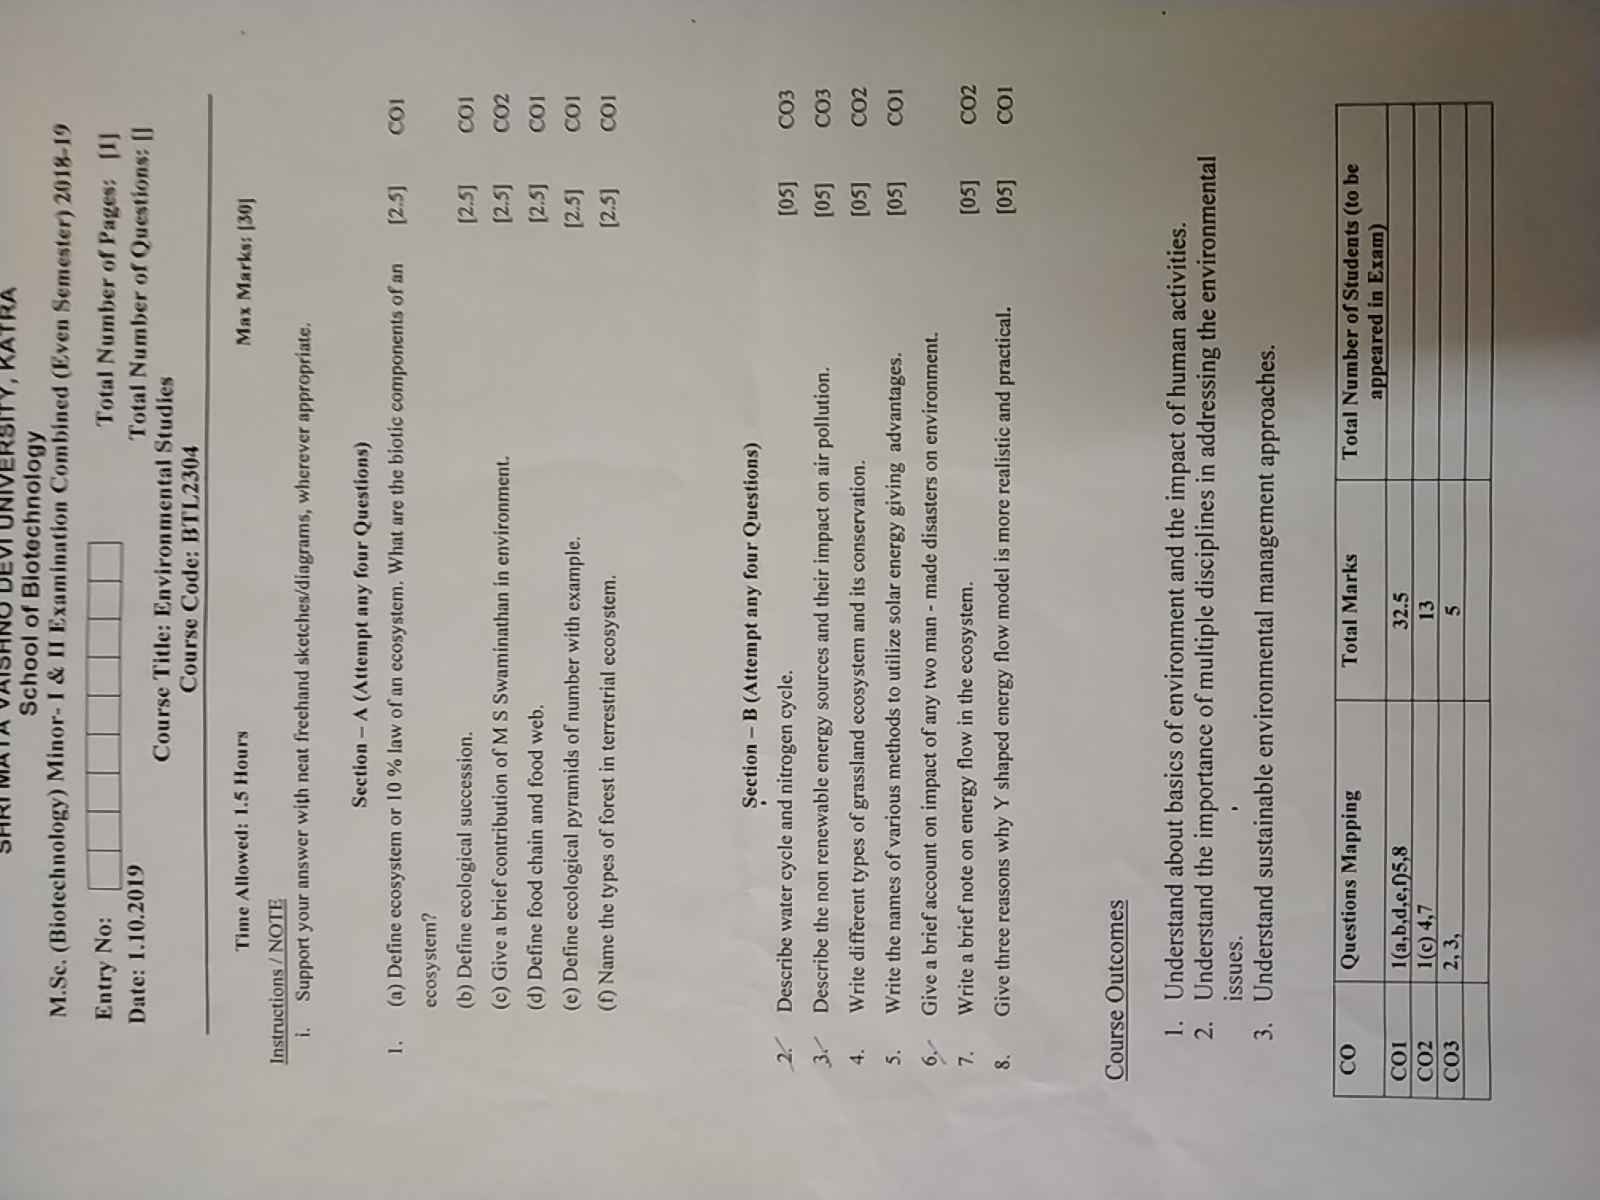 SHRI MATA VAISHNO DEVI UNIVERSITY, KATRA
School of Biotechnology
M.Sc. (Biotechnology) Minor- I & II Examination Combined (Even Semester) 2018-19
Entry No: Total Number of Pages: [1]
Date: 1.10.2019 Total Number of Questions: []
Course Title: Environmental Studies
Course Code: BTL2304
Time Allowed: 1.5 Hours Max Marks: [30]
Instructions / NOTE
i. Support your answer with neat freehand sketches/diagrams, wherever appropriate.
Section – A (Attempt any four Questions)
1. (a) Define ecosystem or 10 % law of an ecosystem. What are the biotic components of an [2.5] CO1
ecosystem?
(b) Define ecological succession. [2.5] CO1
(c) Give a brief contribution of M S Swaminathan in environment. [2.5] CO2
(d) Define food chain and food web. [2.5] CO1
(e) Define ecological pyramids of number with example. [2.5] CO1
(f) Name the types of forest in terrestrial ecosystem. [2.5] CO1
Section – B (Attempt any four Questions)
2. Describe water cycle and nitrogen cycle. [05] CO3
3. Describe the non renewable energy sources and their impact on air pollution. [05] CO3
4. Write different types of grassland ecosystem and its conservation. [05] CO2
5. Write the names of various methods to utilize solar energy giving advantages. [05] CO1
6. Give a brief account on impact of any two man - made disasters on environment.
7. Write a brief note on energy flow in the ecosystem. [05] CO2
8. Give three reasons why Y shaped energy flow model is more realistic and practical. [05] CO1
Course Outcomes
1. Understand about basics of environment and the impact of human activities.
2. Understand the importance of multiple disciplines in addressing the environmental
issues.
3. Understand sustainable environmental management approaches.
CO Questions Mapping Total Marks Total Number of Students (to be
appeared in Exam)
CO1 1(a,b,d,e,f)5,8 32.5
CO2 1(c) 4,7 13
CO3 2, 3, 5